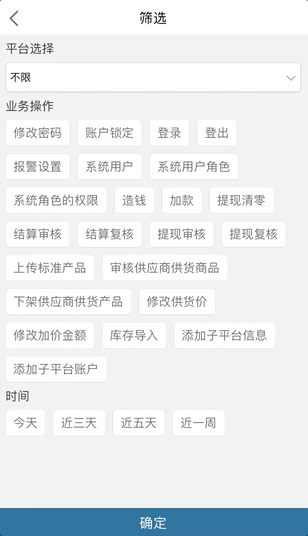 筛选
平台选择
不限
业务操作
修改密码 账户锁定 登录 登出
报警设置 系统用户 系统用户角色
系统角色的权限 造钱 加款 提现清零
结算审核 结算复核 提现审核 提现复核
上传标准产品 审核供应商供货商品
下架供应商供货产品 修改供货价
修改加价金额 库存导入 添加子平台信息
添加子平台账户
时间
今天 近三天 近五天 近一周
确定